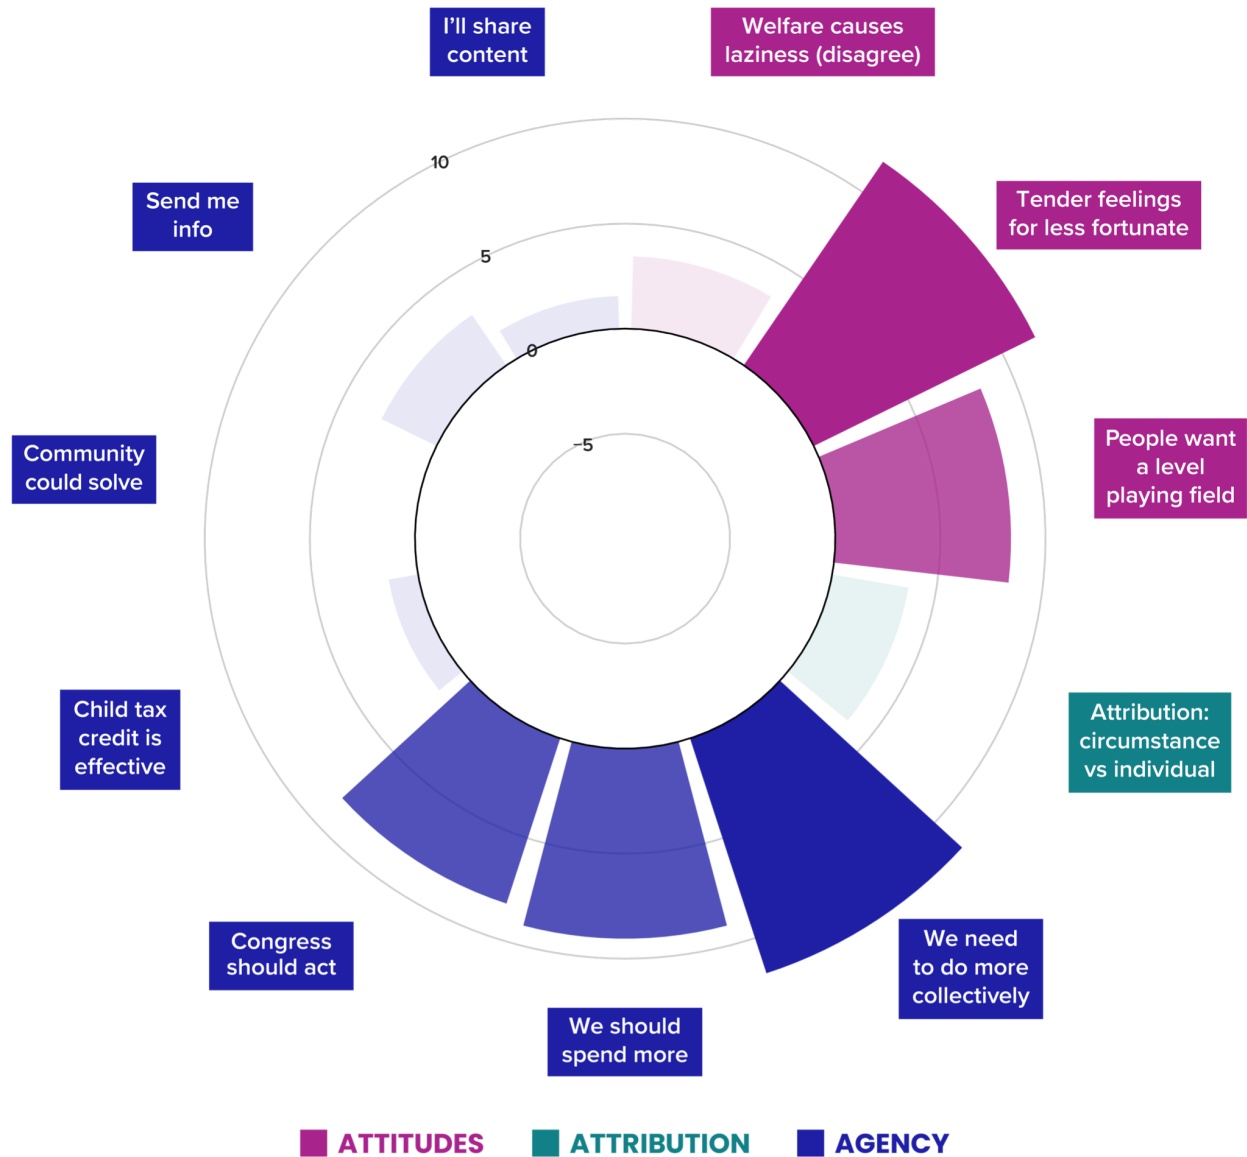 I’ll share
content
Welfare causes
laziness (disagree)
10
Send me
info
Tender feelings
for less fortunate
5
0
Community
could solve
People want
a level
playing field
−5
Child tax
credit is
effective
Attribution:
circumstance
vs individual
Congress
should act
We need
to do more
collectively
We should
spend more
ATTITUDES
ATTRIBUTION
AGENCY